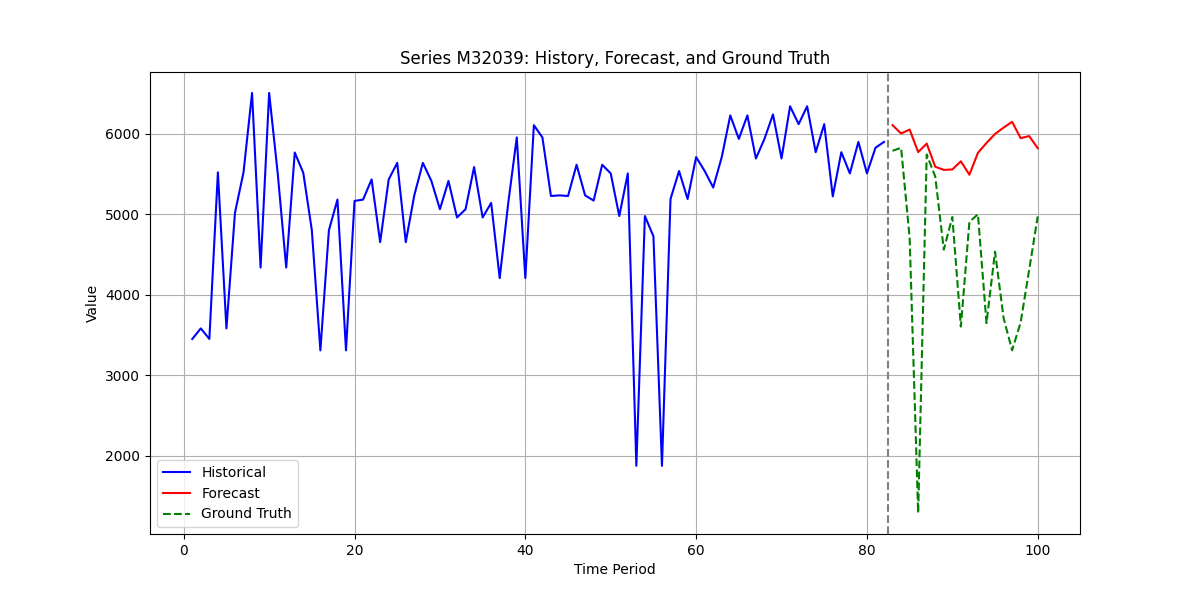 Series M32039: History, Forecast, and Ground Truth
Value
6000
5000
4000
3000
2000
Historical
Forecast
Ground Truth
0
20
40
60
80
100
Time Period